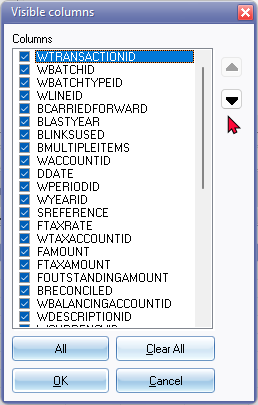 Visible columns
Columns
WTRANSACTIONID
WBATCHID
WBATCHTYPEID
WLINEID
BCARRIEDFORWARD
BLASTYEAR
BLINKSUSED
BMULTIPLEITEMS
WACCOUNTID
DDATE
WPERIODID
WYEARID
SREFERENCE
FTAXRATE
WTAXACCOUNTID
FAMOUNT
FTAXAMOUNT
FOUTSTANDINGAMOUNT
BRECONCILED
WBALANCINGACCOUNTID
WDESCRIPTIONID
All
Clear All
OK
Cancel